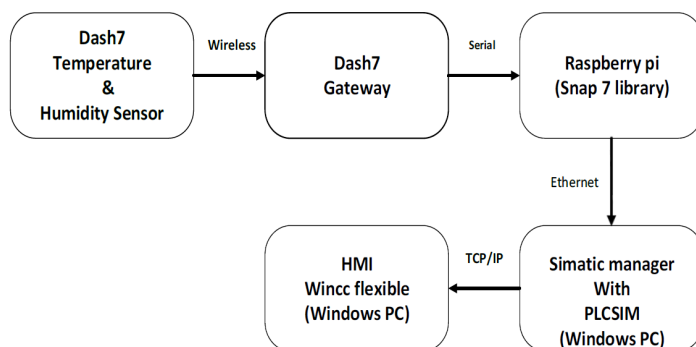 Dash7
Temperature
&
Humidity Sensor
Wireless
Dash7
Gateway
Serial
Raspberry pi
(Snap 7 library)
Ethernet
Simatic manager
With
PLCSIM
(Windows PC)
TCP/IP
HMI
Wincc flexible
(Windows PC)